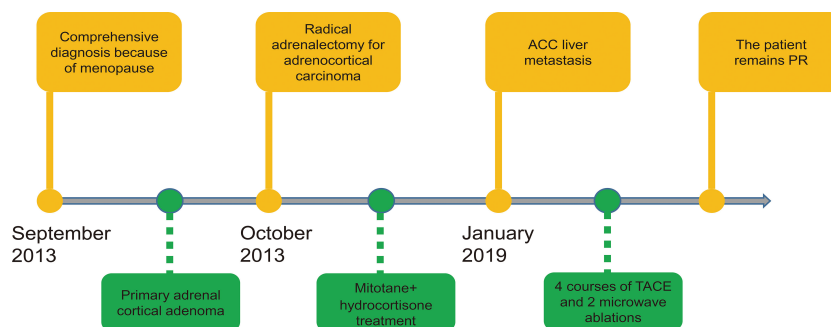 Comprehensive
diagnosis because
of menopause
Radical
adrenalectomy for
adrenocortical
carcinoma
ACC liver
metastasis
The patient
remains PR
September
2013
October
2013
January
2019
Primary adrenal
cortical adenoma
Mitotane+
hydrocortisone
treatment
4 courses of TACE
and 2 microwave
ablations